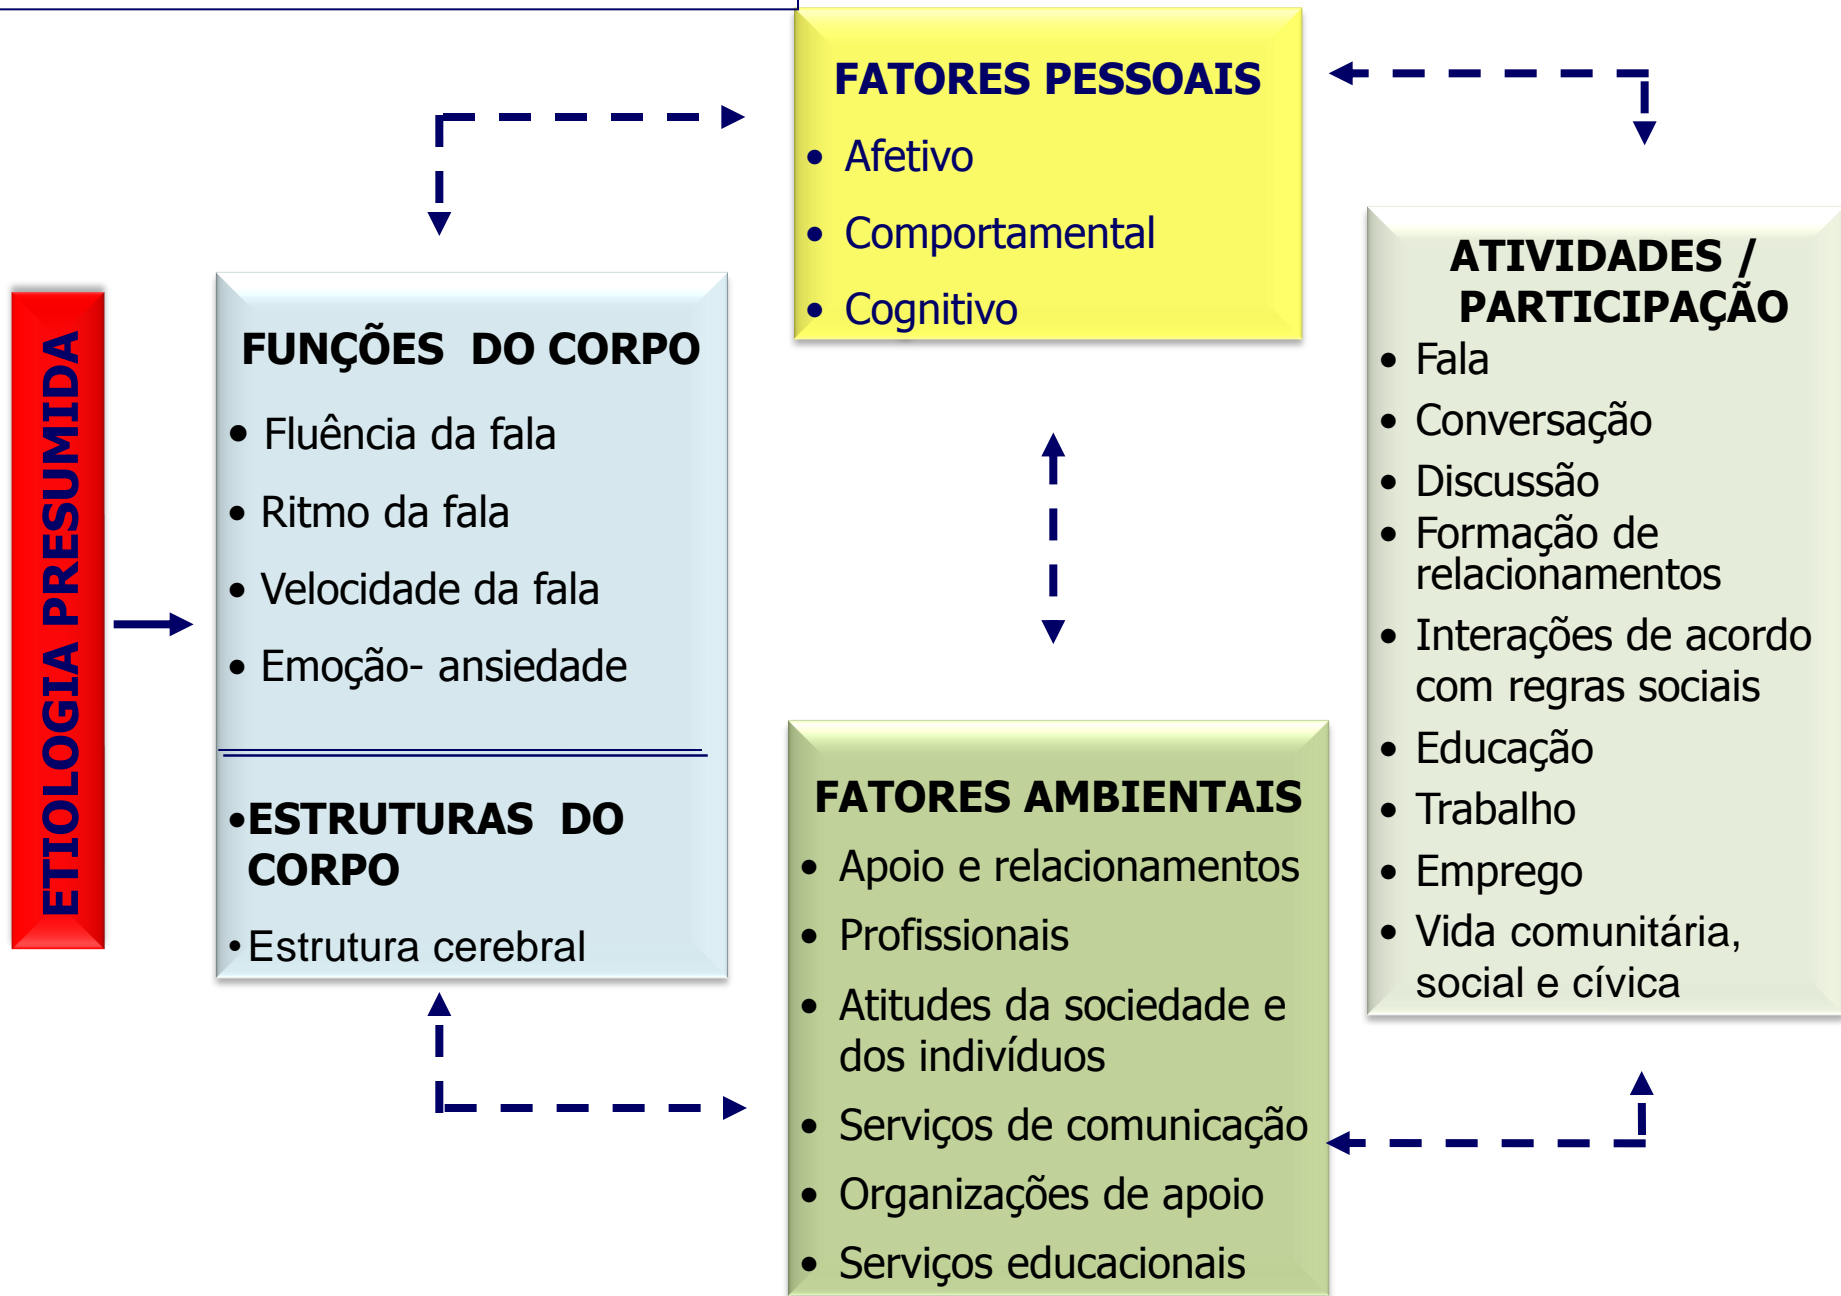 FATORES PESSOAIS
• Afetivo
• Comportamental
• Cognitivo
ETIOLOGIA PRESUMIDA
FUNÇÕES DO CORPO
• Fluência da fala
• Ritmo da fala
• Velocidade da fala
• Emoção- ansiedade
•ESTRUTURAS DO
CORPO
• Estrutura cerebral
FATORES AMBIENTAIS
• Apoio e relacionamentos
• Profissionais
• Atitudes da sociedade e
dos indivíduos
• Serviços de comunicação
• Organizações de apoio
• Serviços educacionais
ATIVIDADES /
PARTICIPAÇÃO
• Fala
• Conversação
• Discussão
• Formação de
relacionamentos
• Interações de acordo
com regras sociais
• Educação
• Trabalho
• Emprego
• Vida comunitária,
social e cívica